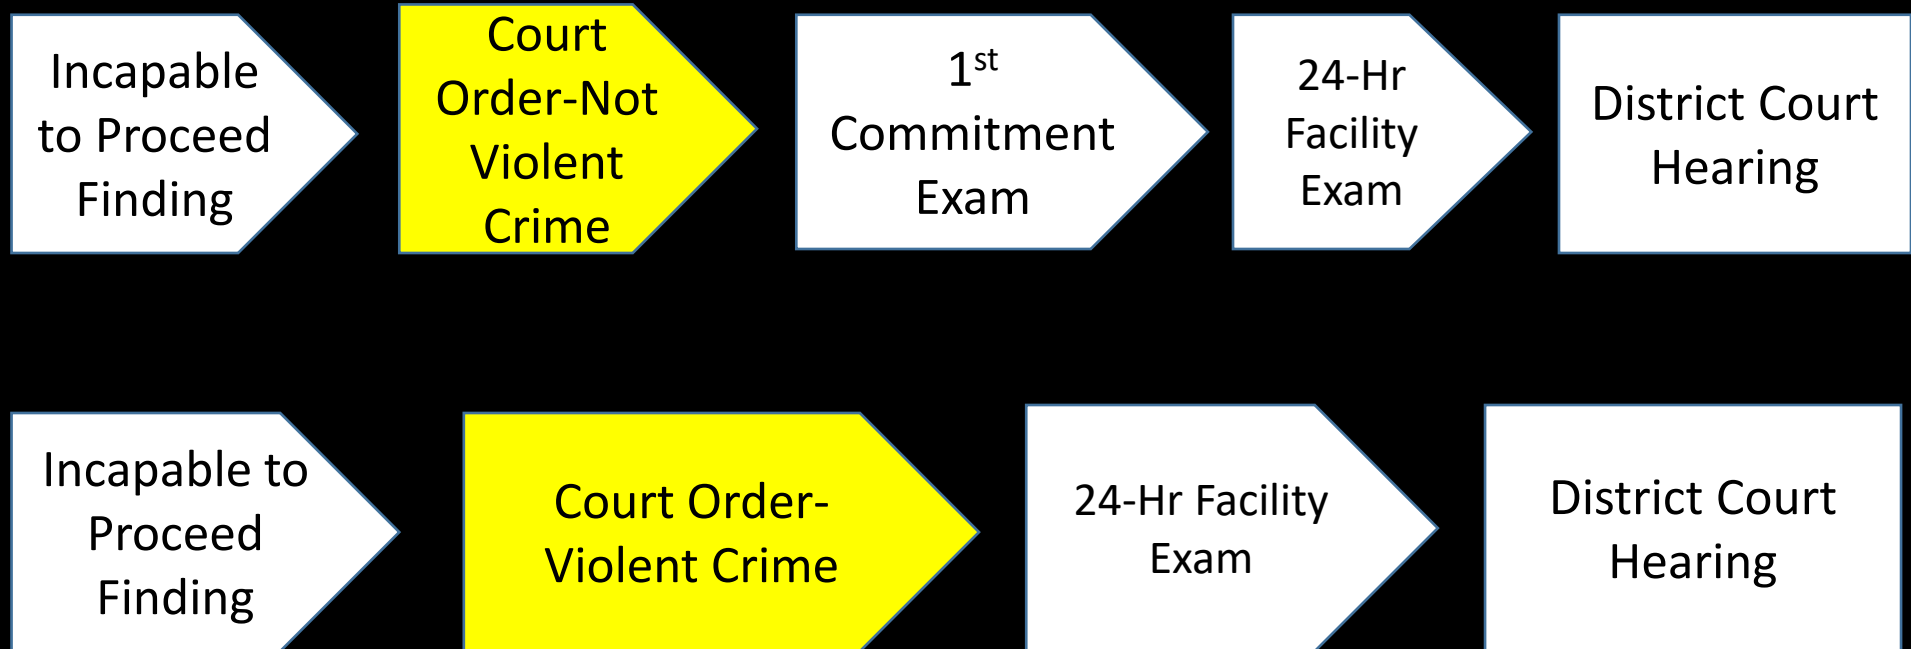 Incapable
to Proceed
Finding
Court
Order-Not
Violent
Crime
1st
Commitment
Exam
24-Hr
Facility
Exam
District Court
Hearing
Incapable to
Proceed
Finding
Court Order-
Violent Crime
24-Hr Facility
Exam
District Court
Hearing